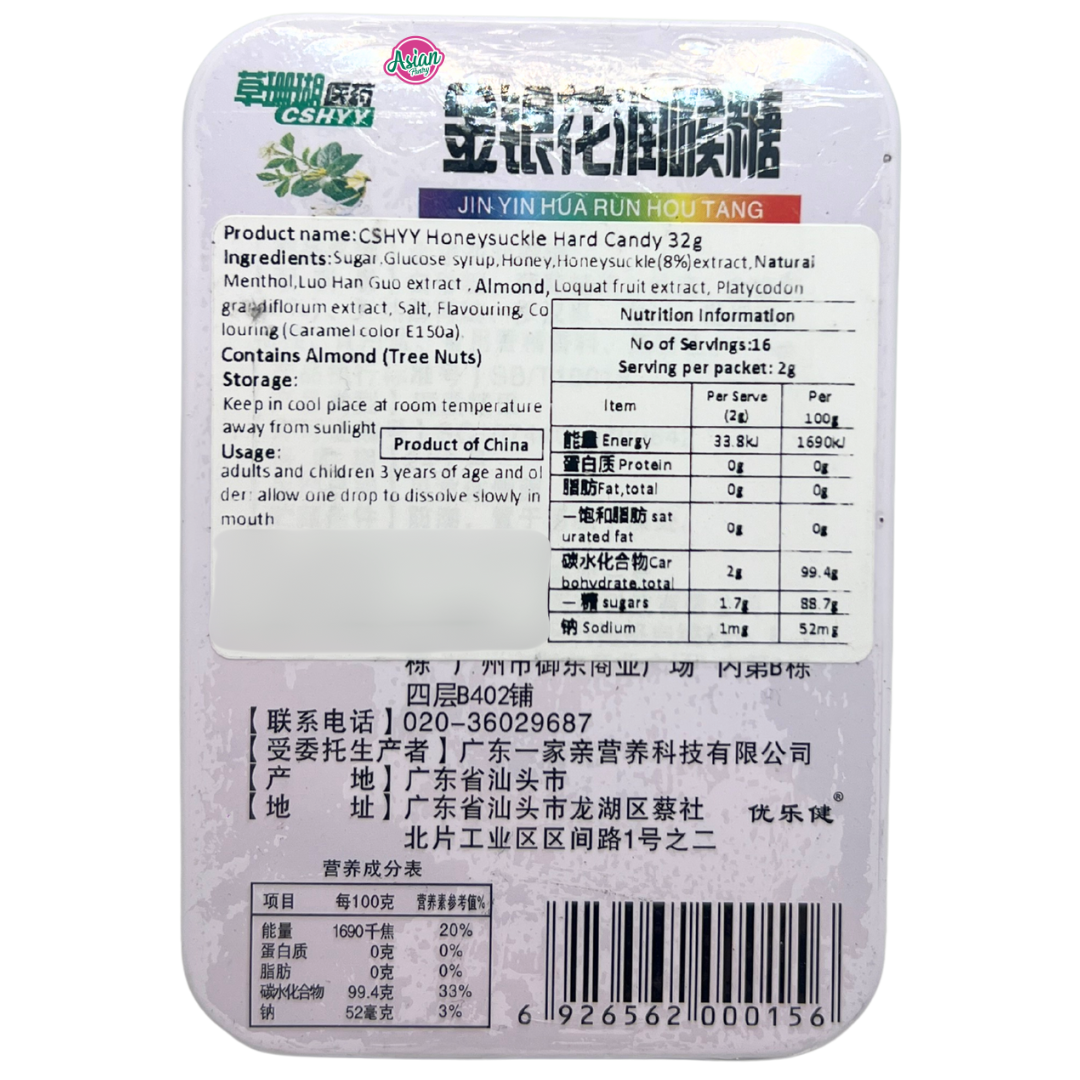 Asian
Pantry
草珊瑚医药
CSHYY
金银花润喉糖
JIN YIN HUA RUN HOU TANG
Product name:CSHYY Honeysuckle Hard Candy 32g
Ingredients:Sugar,Glucose syrup,Honey,Honeysuckle(8%)extract,Natural
Menthol,Luo Han Guo extract , Almond, Loquat fruit extract, Platycodon
grandiflorum extract, Salt, Flavouring, Co
louring (Caramel color E150a).
Contains Almond (Tree Nuts)
Storage:
Keep in cool place at room temperature
away from sunlight
Product of China
Usage:
adults and children 3 years of age and ol
der: allow one drop to dissolve slowly in
mouth
Nutrition Information
No of Servings:16
Serving per packet: 2g
Item Per Serve (2g) Per 100g
能量 Energy 33.8kJ 1690kJ
蛋白质 Protein 0g 0g
脂肪Fat,total 0g 0g
—饱和脂肪 sat
urated fat 0g 0g
碳水化合物Car
bohydrate,total 2g 99.4g
— 糖 sugars 1.7g 88.7g
钠 Sodium 1mg 52mg
栋 广州市御东商业广场 内第B栋
四层B402铺
【联系电话】020-36029687
【受委托生产者】广东一家亲营养科技有限公司
【产 地】广东省汕头市
【地 址】广东省汕头市龙湖区蔡社
北片工业区区间路1号之二
优乐健®
营养成分表
项目 每100克 营养素参考值%
能量 1690千焦 20%
蛋白质 0克 0%
脂肪 0克 0%
碳水化合物 99.4克 33%
钠 52毫克 3%
6 926562 000156